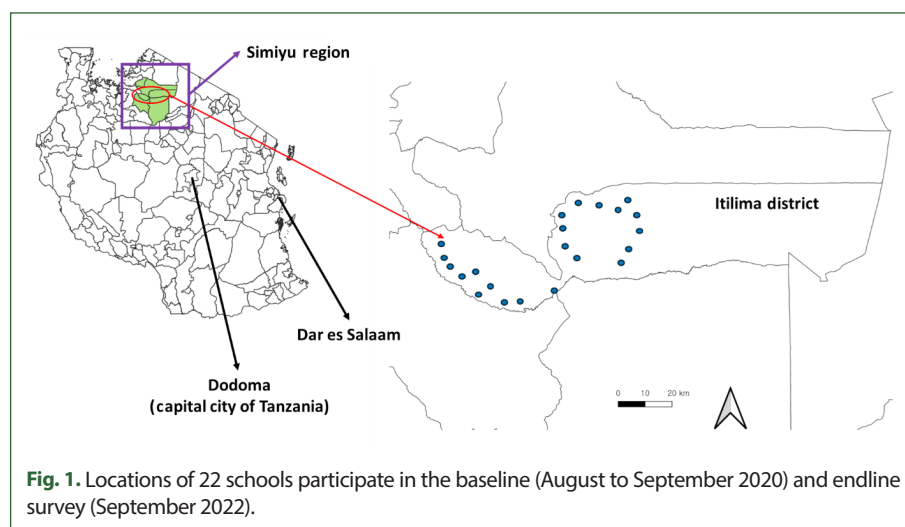 Simiyu region
Itilima district
Dar es Salaam
Dodoma
(capital city of Tanzania)
0 10 20 km
Fig. 1. Locations of 22 schools participate in the baseline (August to September 2020) and endline
survey (September 2022).